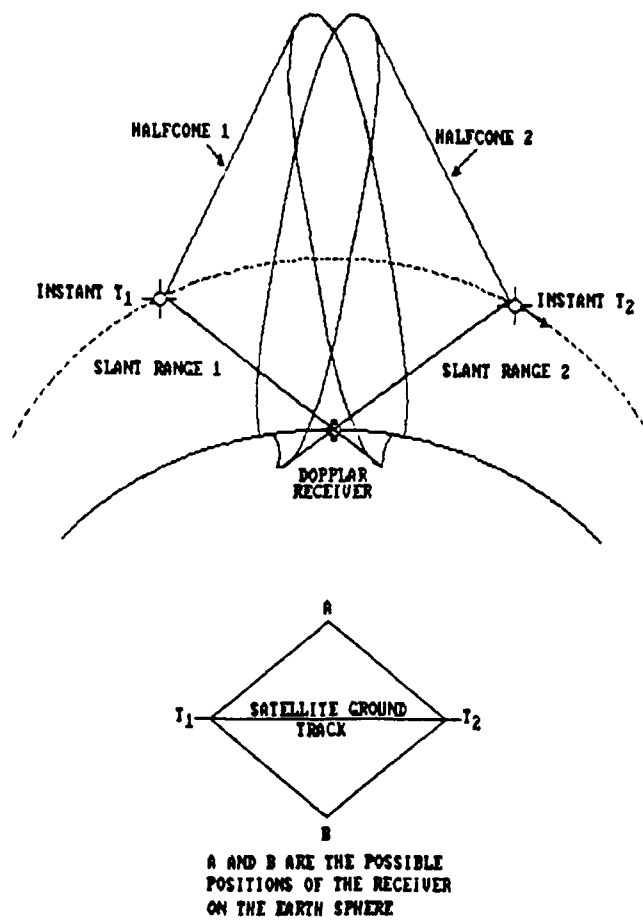 HALFCONE 1
HALFCONE 2
INSTANT T1
INSTANT T2
SLANT RANGE 1
SLANT RANGE 2
DOPPLAR
RECEIVER
A
T1
SATELLITE GROUND
TRACK
T2
B
A AND B ARE THE POSSIBLE
POSITIONS OF THE RECEIVER
ON THE EARTH SPHERE